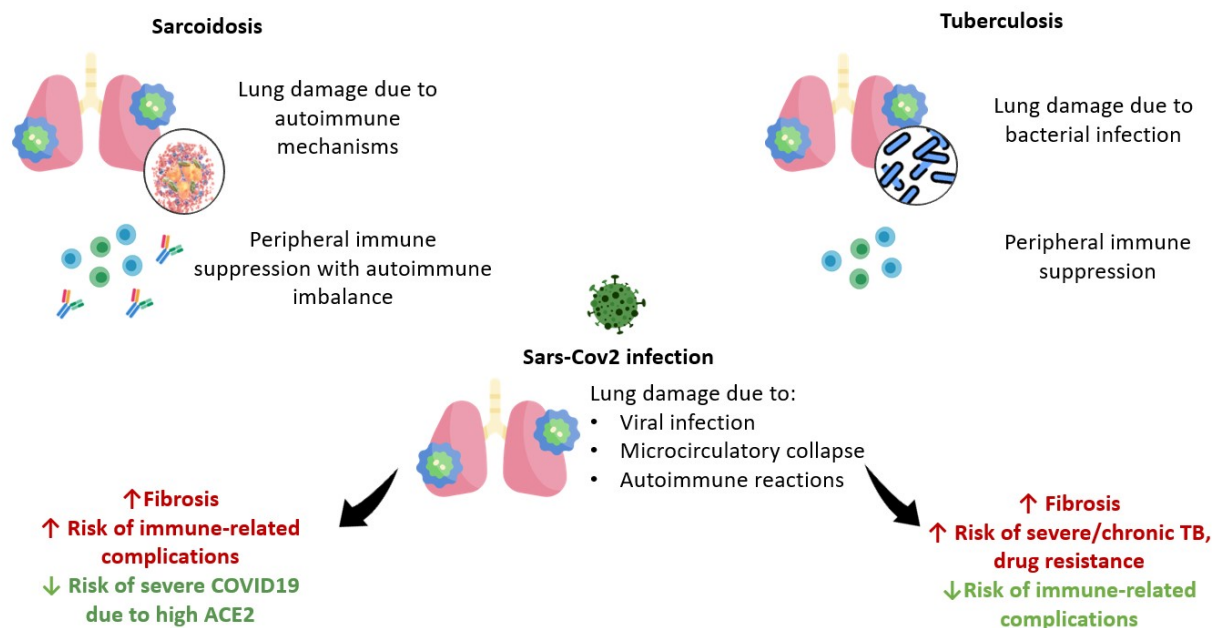 Sarcoidosis
Lung damage due to
autoimmune
mechanisms
Peripheral immune
suppression with autoimmune
imbalance
Tuberculosis
Lung damage due to
bacterial infection
Peripheral immune
suppression
Sars-Cov2 infection
Lung damage due to:
• Viral infection
• Microcirculatory collapse
• Autoimmune reactions
↑Fibrosis
↑ Risk of immune-related
complications
↓ Risk of severe COVID19
due to high ACE2
↑ Fibrosis
↑ Risk of severe/chronic TB,
drug resistance
↓Risk of immune-related
complications